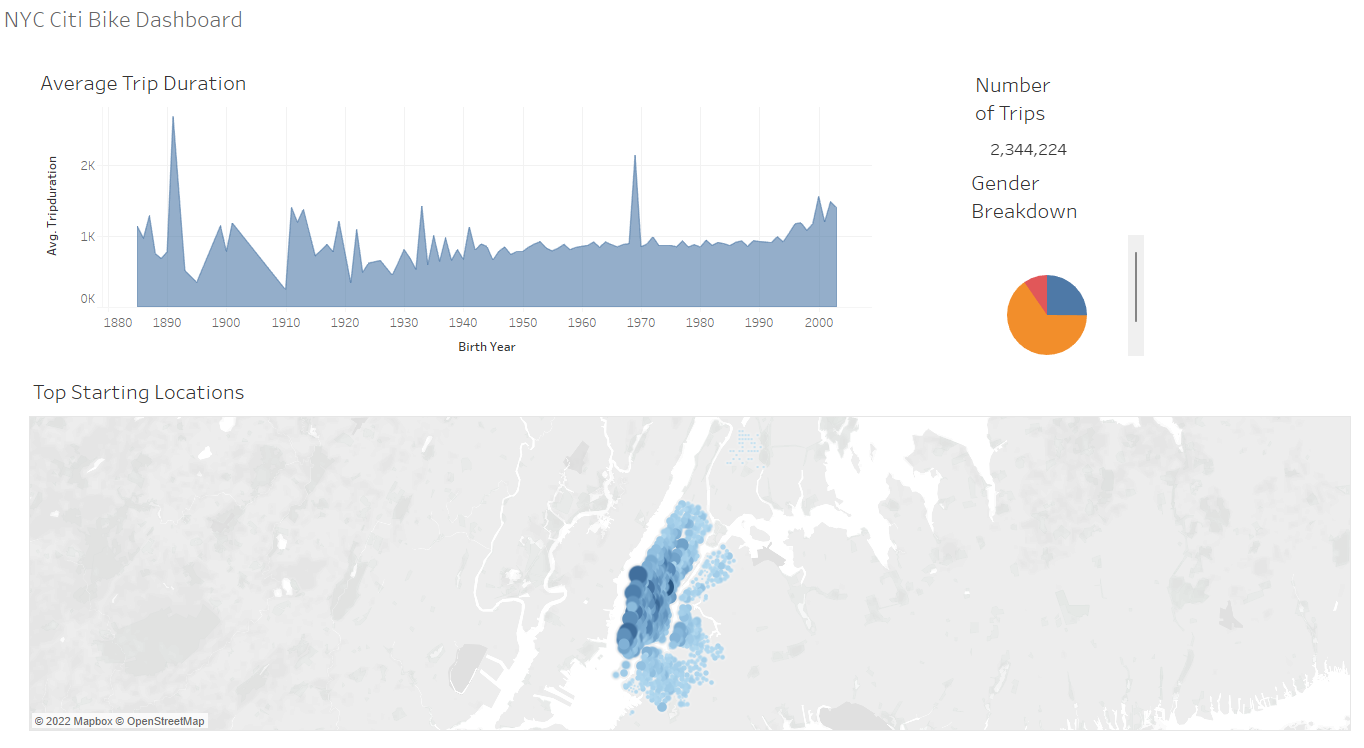 NYC Citi Bike Dashboard
Average Trip Duration
Avg. Tripduration
2K
1K
0K
1880 1890 1900 1910 1920 1930 1940 1950 1960 1970 1980 1990 2000
Birth Year
Number
of Trips
2,344,224
Gender
Breakdown
Top Starting Locations
© 2022 Mapbox © OpenStreetMap